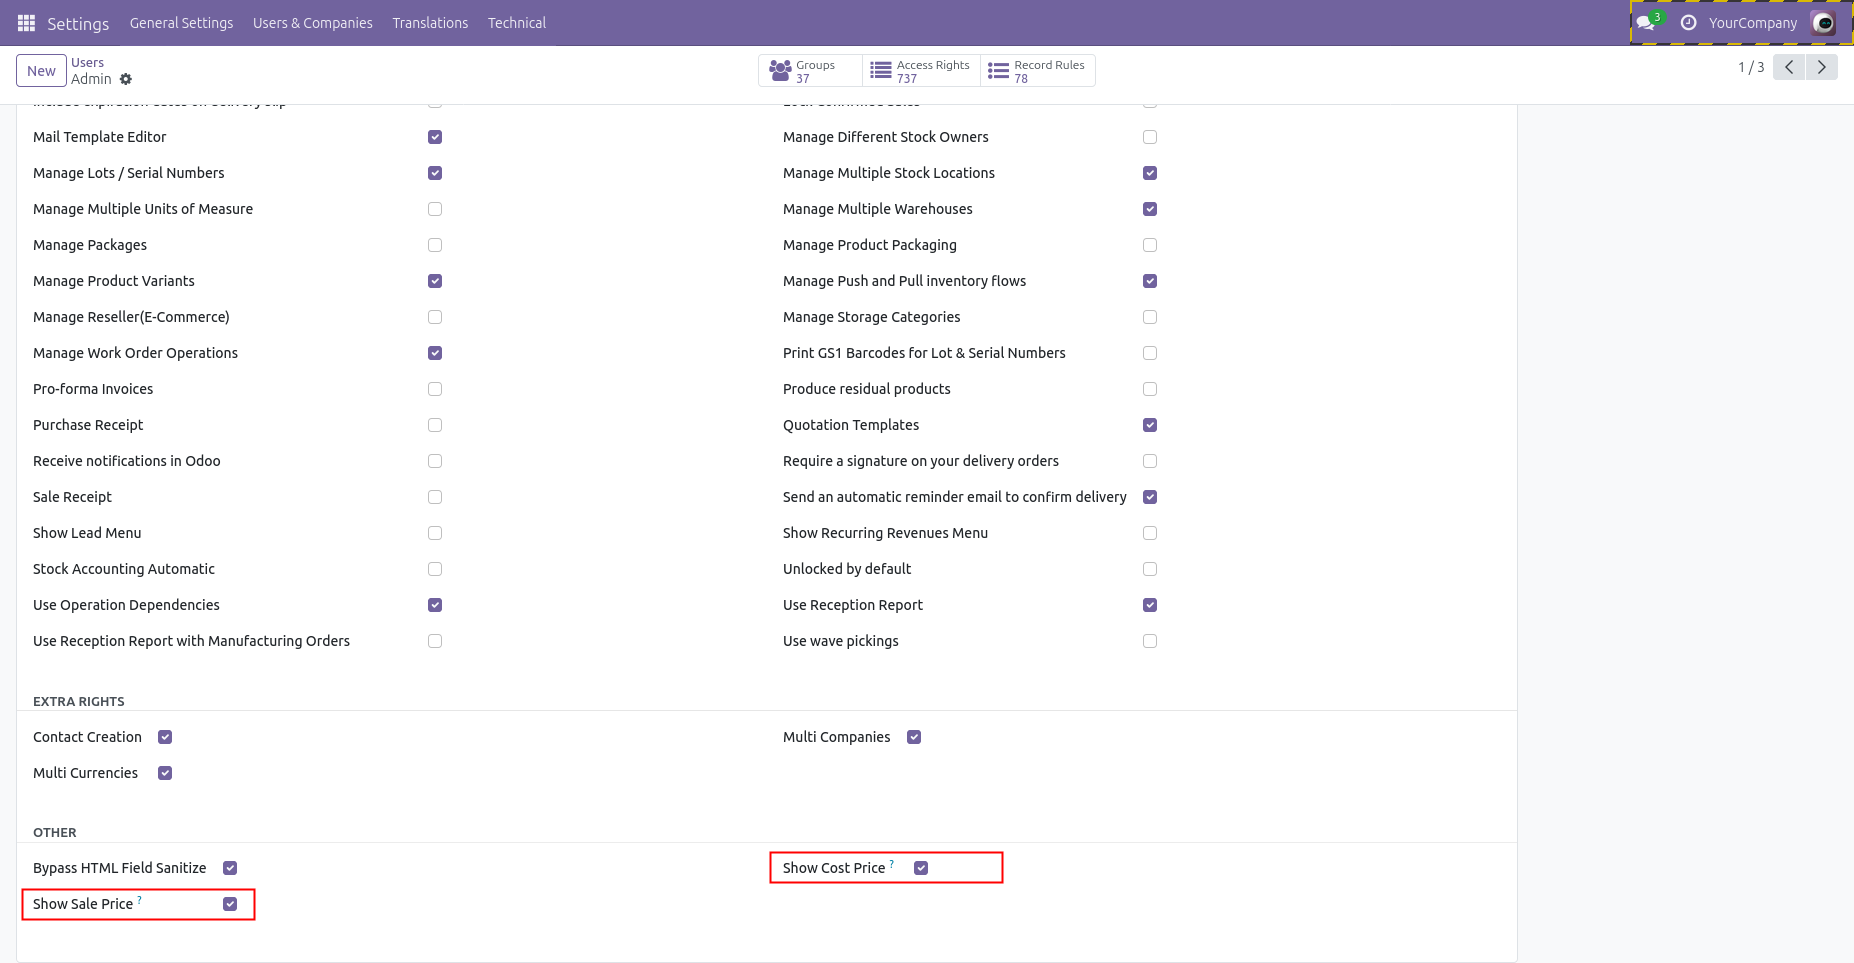 Settings General Settings Users & Companies Translations Technical 3 YourCompany
New Users Groups 37 Access Rights 737 Record Rules 78 1 / 3
Admin
Mail Template Editor Manage Different Stock Owners
Manage Lots / Serial Numbers Manage Multiple Stock Locations
Manage Multiple Units of Measure Manage Multiple Warehouses
Manage Packages Manage Product Packaging
Manage Product Variants Manage Push and Pull inventory flows
Manage Reseller(E-Commerce) Manage Storage Categories
Manage Work Order Operations Print GS1 Barcodes for Lot & Serial Numbers
Pro-forma Invoices Produce residual products
Purchase Receipt Quotation Templates
Receive notifications in Odoo Require a signature on your delivery orders
Sale Receipt Send an automatic reminder email to confirm delivery
Show Lead Menu Show Recurring Revenues Menu
Stock Accounting Automatic Unlocked by default
Use Operation Dependencies Use Reception Report
Use Reception Report with Manufacturing Orders Use wave pickings
EXTRA RIGHTS
Contact Creation Multi Companies
Multi Currencies
OTHER
Bypass HTML Field Sanitize Show Cost Price ?
Show Sale Price ?